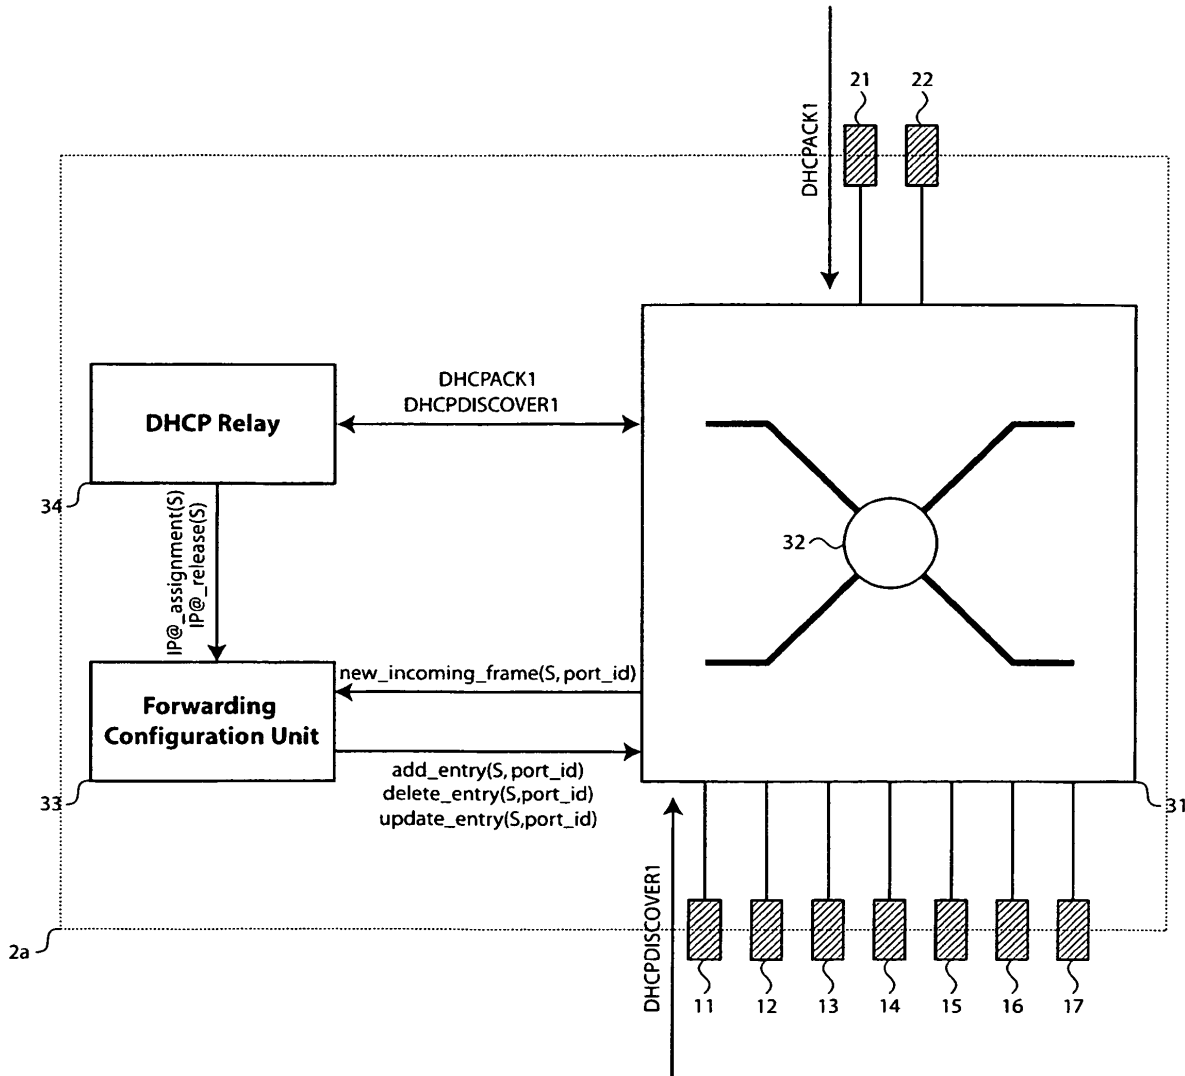 21
22
DHCPACK1
DHCPACK1
DHCPDISCOVER1
DHCP Relay
34
IP@_assignment(S)
IP@_release(S)
32
new_incoming_frame(S, port_id)
Forwarding
Configuration Unit
add_entry(S, port_id)
delete_entry(S,port_id)
update_entry(S,port_id)
33
31
DHCPDISCOVER1
2a
11
12
13
14
15
16
17